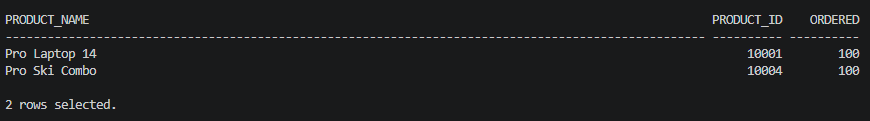 PRODUCT_NAME PRODUCT_ID ORDERED
---------------------------------------------------------------------------------------------------- ---------- ----------
Pro Laptop 14 10001 100
Pro Ski Combo 10004 100
2 rows selected.